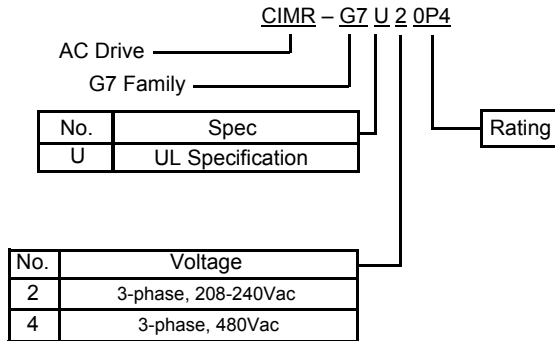 CIMR – G7 U 2 0P4
AC Drive
G7 Family
No. Spec
U UL Specification
Rating
No. Voltage
2 3-phase, 208-240Vac
4 3-phase, 480Vac